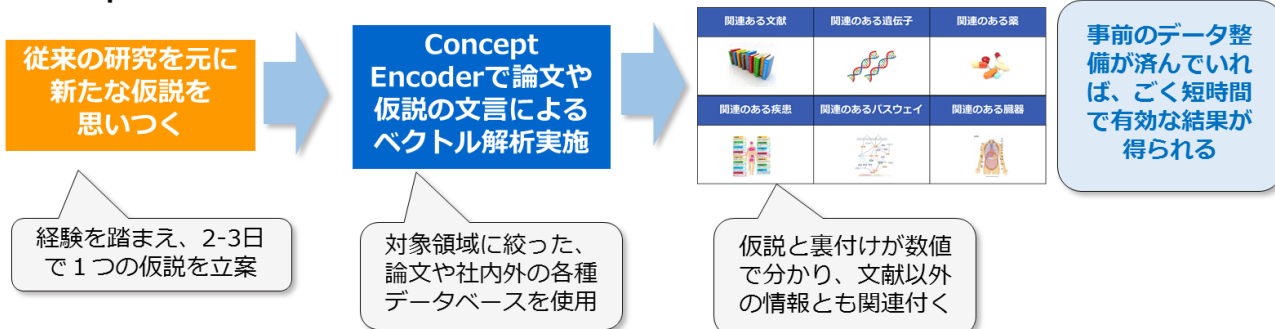 従来の研究を元に
新たな仮説を
思いつく
Concept
Encoderで論文や
仮説の文言による
ベクトル解析実施
関連ある文献
関連のある遺伝子
関連のある薬
関連のある疾患
関連のあるパスウェイ
関連のある臓器
事前のデータ整
備が済んでいれ
ば、ごく短時間
で有効な結果が
得られる
経験を踏まえ、2-3日
で１つの仮説を立案
対象領域に絞った、
論文や社内外の各種
データベースを使用
仮説と裏付けが数値
で分かり、文献以外
の情報とも関連付く